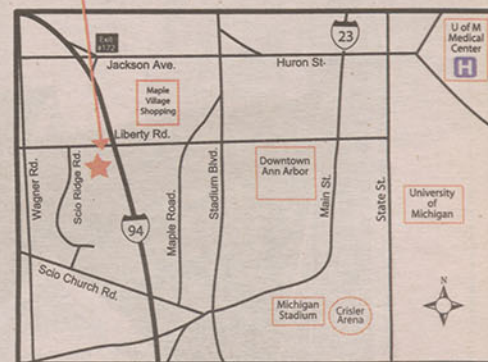 Exit
#172
23
U of M
Medical
Center
H
Jackson Ave.
Huron St.
Maple
Village
Shopping
Liberty Rd.
Wagner Rd.
Scio Ridge Rd.
94
Maple Road.
Stadium Blvd.
Downtown
Ann Arbor
Main St.
State St.
University
of
Michigan
Scio Church Rd.
Michigan
Stadium
Crisler
Arena
N